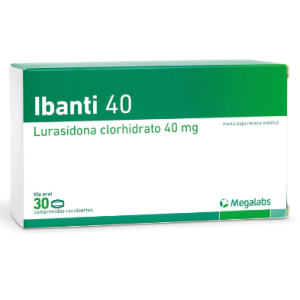 Ibanti 40
Lurasidona clorhidrato 40 mg
Venta bajo receta médica
Vía oral
30
comprimidos recubiertos
Megalabs